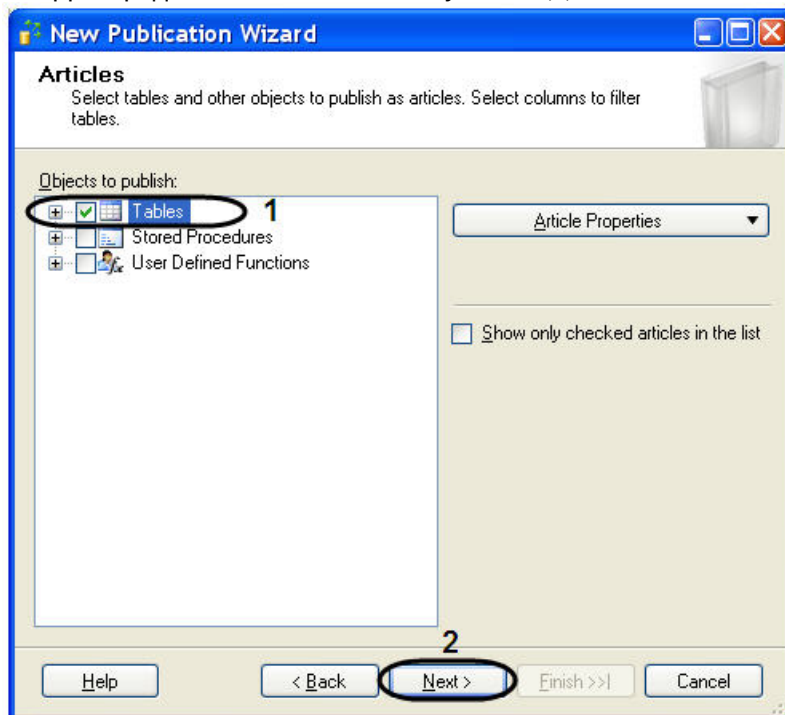 New Publication Wizard
Articles
Select tables and other objects to publish as articles. Select columns to filter
tables.
Objects to publish:
Tables 1
Stored Procedures
User Defined Functions
Article Properties
Show only checked articles in the list
2
Help
< Back
Next >
Finish >>|
Cancel